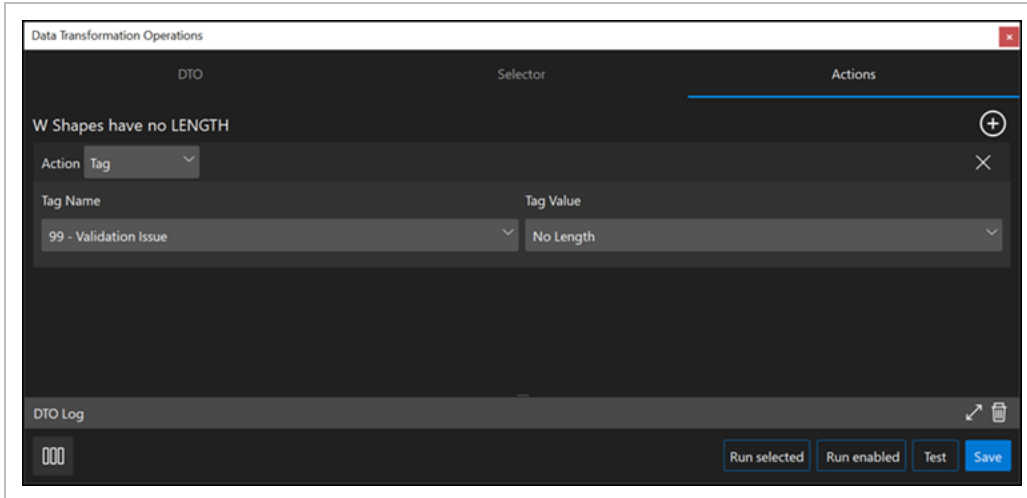 Data Transformation Operations
DTO Selector Actions
W Shapes have no LENGTH
Action Tag
Tag Name Tag Value
99 - Validation Issue No Length
DTO Log
Run selected Run enabled Test Save